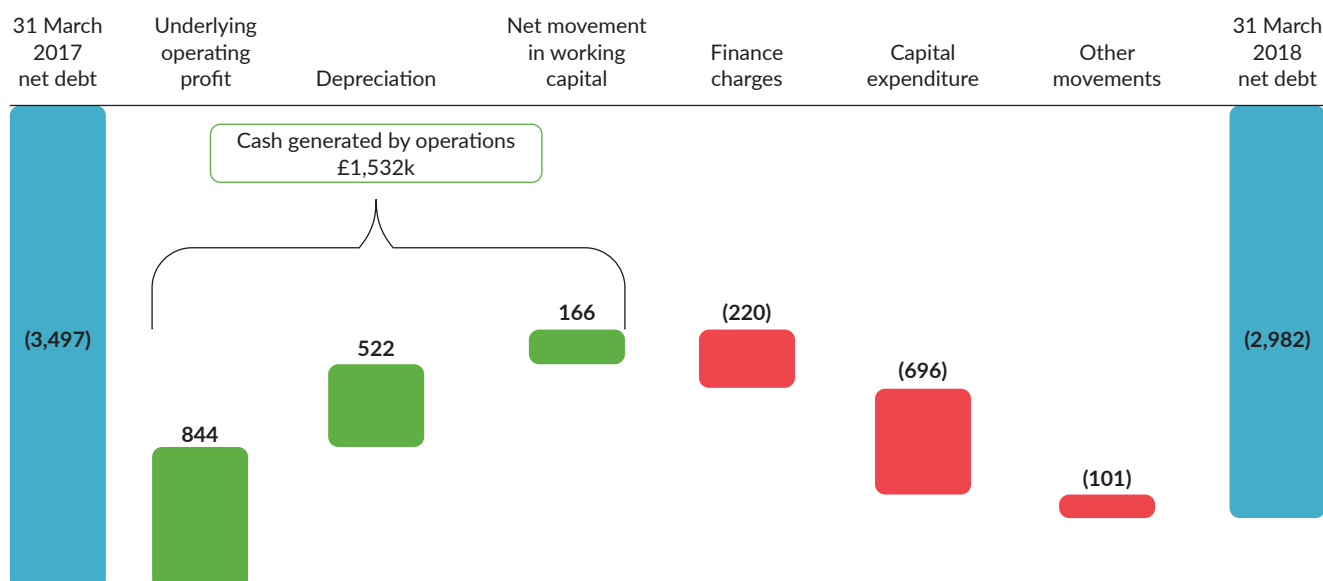 31 March
2017
net debt
Underlying
operating
profit
Depreciation
Net movement
in working
capital
Finance
charges
Capital
expenditure
Other
movements
31 March
2018
net debt
Cash generated by operations
£1,532k
(3,497)
844
522
166
(220)
(696)
(101)
(2,982)